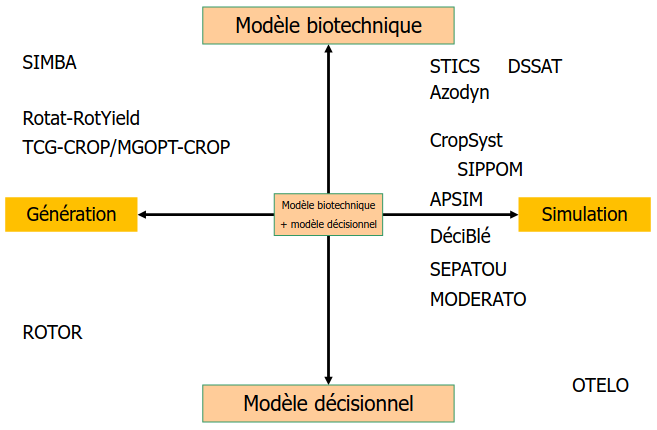 Modèle biotechnique
SIMBA
STICS DSSAT
Azodyn
Rotat-RotYield
TCG-CROP/MGOPT-CROP
CropSyst
SIPPOM
APSIM
Génération
Modèle biotechnique
+ modèle décisionnel
Simulation
DéciBlé
SEPATOU
MODERATO
ROTOR
OTELO
Modèle décisionnel